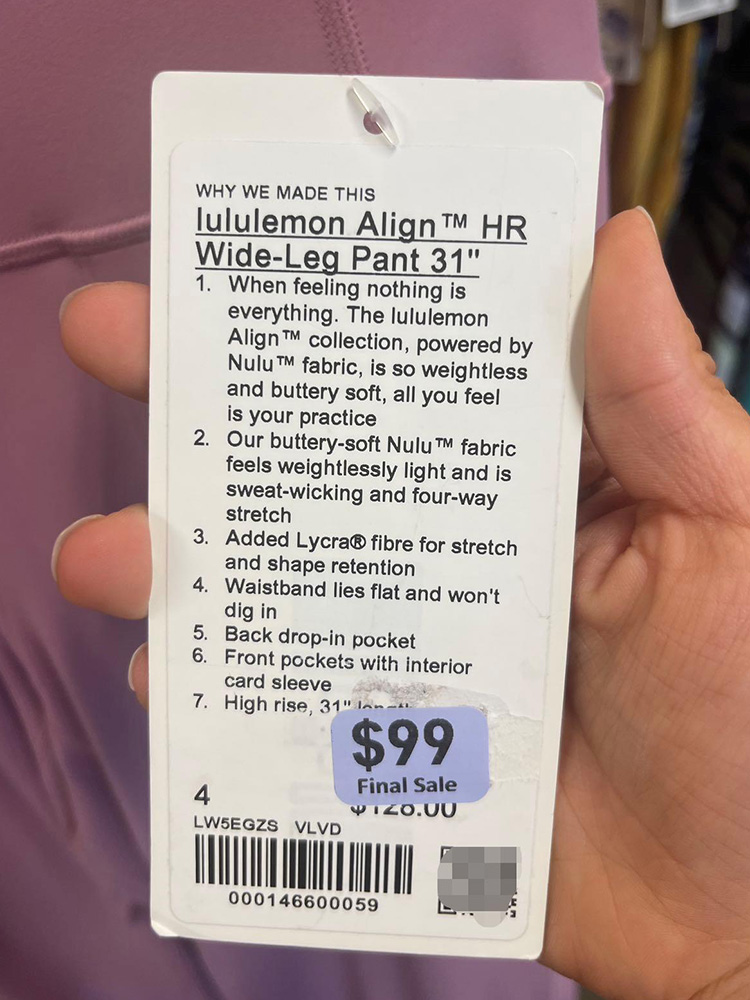 WHY WE MADE THIS
lululemon Align™ HR
Wide-Leg Pant 31"
1. When feeling nothing is
everything. The lululemon
Align™ collection, powered by
Nulu™ fabric, is so weightless
and buttery soft, all you feel
is your practice
2. Our buttery-soft Nulu™ fabric
feels weightlessly light and is
sweat-wicking and four-way
stretch
3. Added Lycra® fibre for stretch
and shape retention
4. Waistband lies flat and won't
dig in
5. Back drop-in pocket
6. Front pockets with interior
card sleeve
7. High rise, 31"
$99
Final Sale
4
$128.00
LW5EGZS VLVD
000146600059